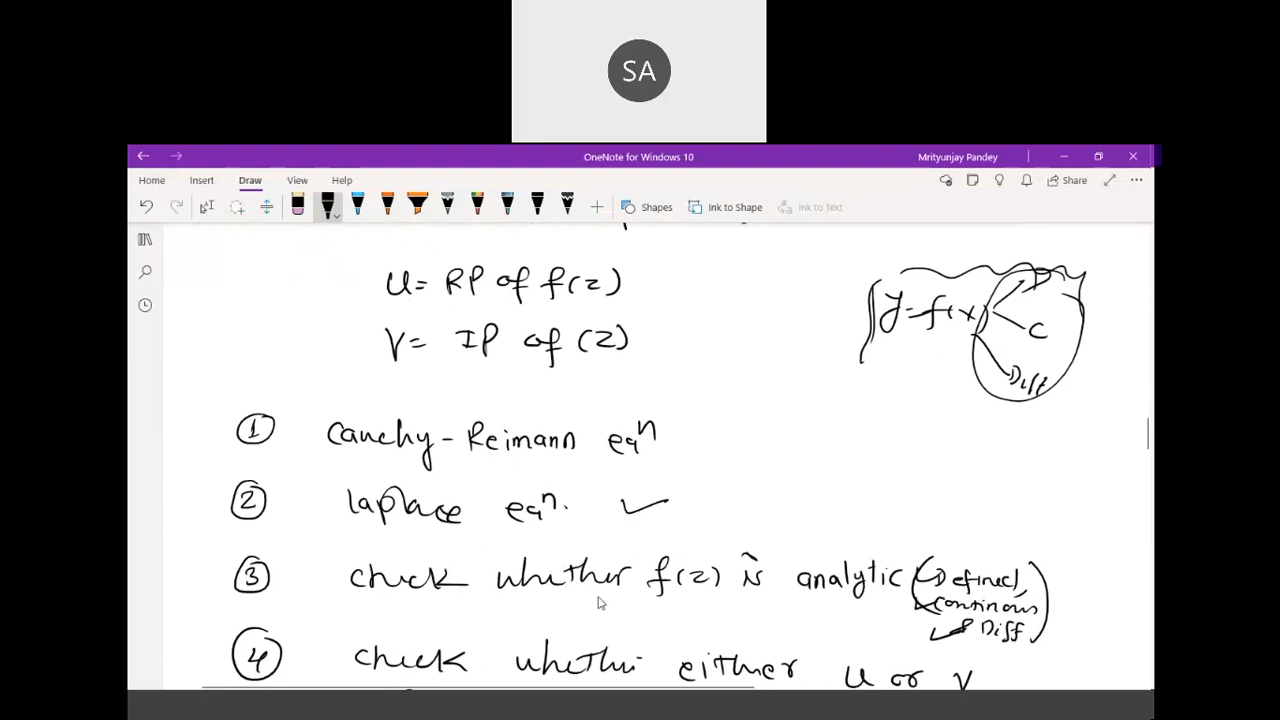 SA
OneNote for Windows 10
Mrityunjay Pandey
Home Insert Draw View Help
Share
Shapes
Ink to Shape
Ink to Text
U = RP of f(z)
V = IP of (z)
y = f(x)
D
C
Diff
① Cauchy - Reimann eqⁿ
② laplace eqⁿ. ✓
③ check whether f(z) is analytic (Defined,
continous
Diff)
④ check whether either u or v